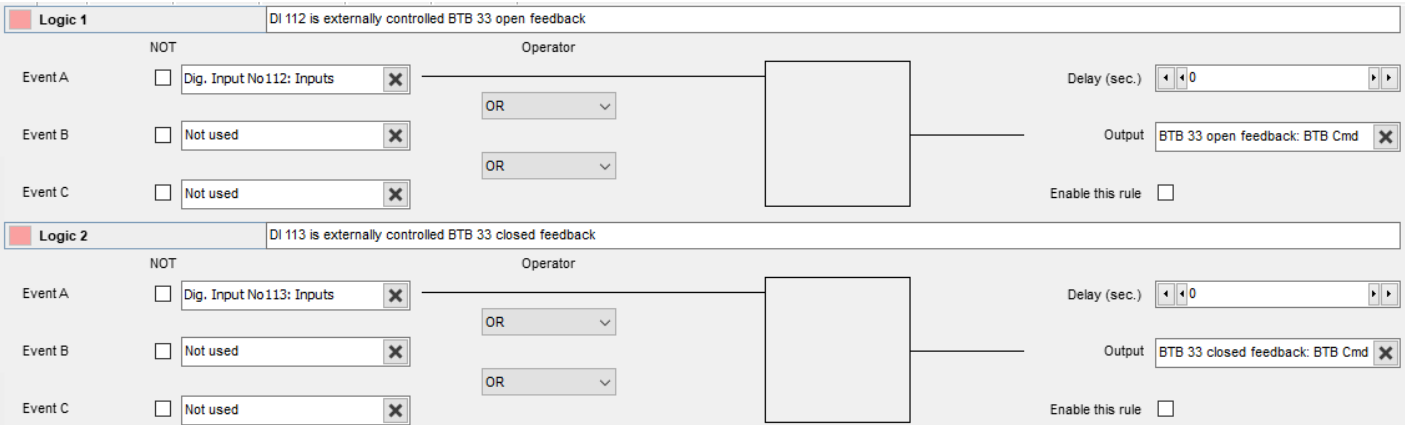 Logic 1 DI 112 is externally controlled BTB 33 open feedback
NOT Operator
Event A Dig. Input No112: Inputs Delay (sec.) 0
OR
Event B Not used Output BTB 33 open feedback: BTB Cmd
OR
Event C Not used Enable this rule
Logic 2 DI 113 is externally controlled BTB 33 closed feedback
NOT Operator
Event A Dig. Input No113: Inputs Delay (sec.) 0
OR
Event B Not used Output BTB 33 closed feedback: BTB Cmd
OR
Event C Not used Enable this rule